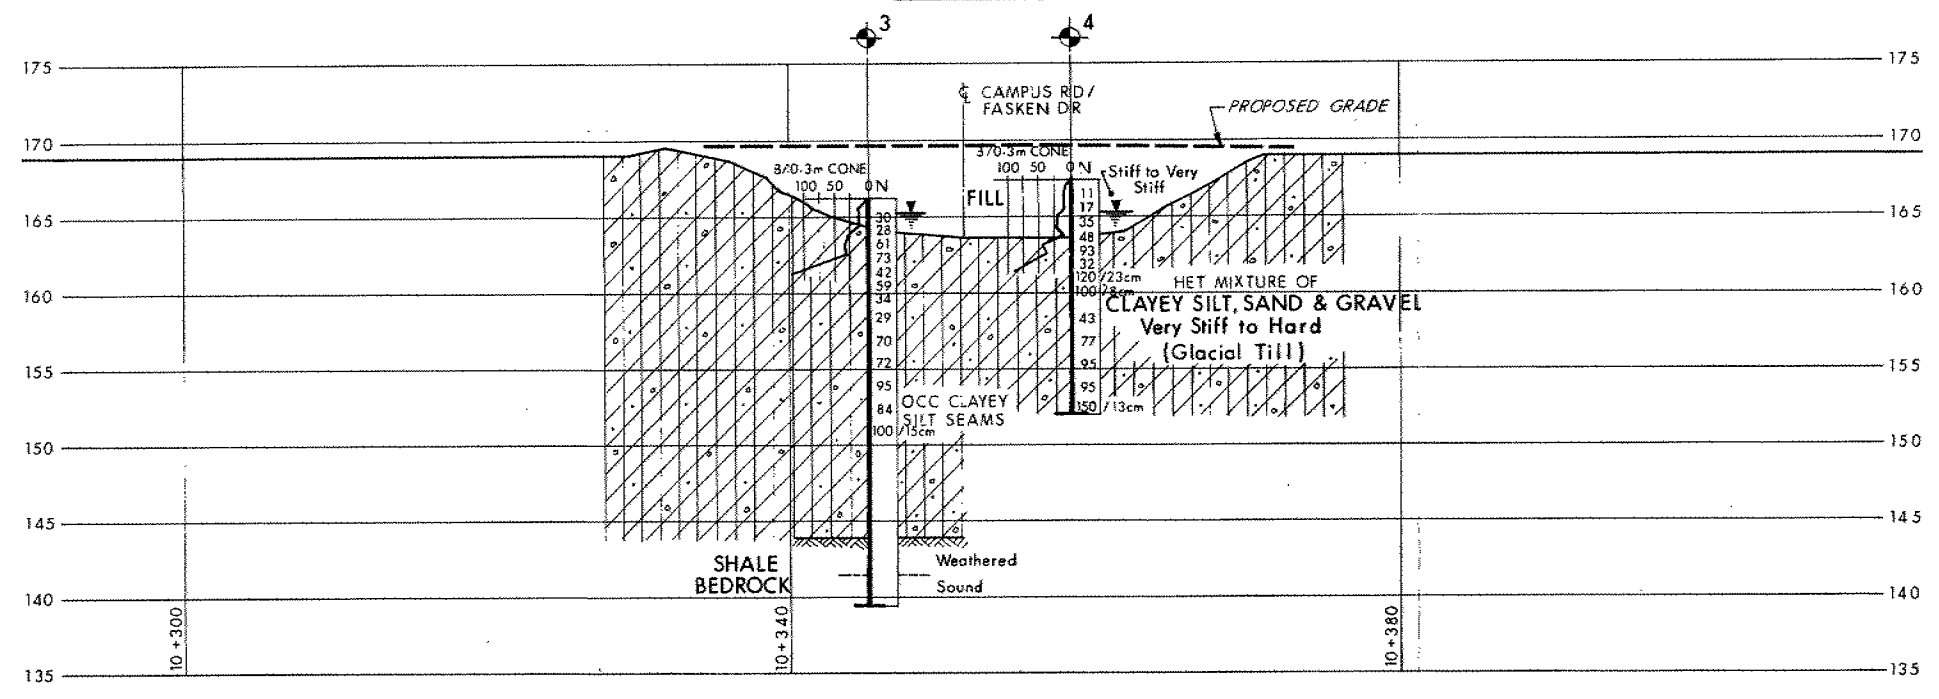 3
4
175
175
℄ CAMPUS RD/
FASKEN DR
PROPOSED GRADE
170
170
8/0.3m CONE
100 50 0 N
37/0.3m CONE
100 50 0 N
Stiff to Very
Stiff
FILL
165
165
30
28
61
73
42
59
34
29
70
72
95
84
100/15cm
11
17
35
48
93
32
120/23cm
100/8cm
43
77
95
95
150/13cm
HET MIXTURE OF
CLAYEY SILT, SAND & GRAVEL
Very Stiff to Hard
(Glacial Till)
160
160
155
155
OCC CLAYEY
SILT SEAMS
150
150
145
145
SHALE
BEDROCK
Weathered
Sound
140
140
10+300
10+340
10+380
135
135